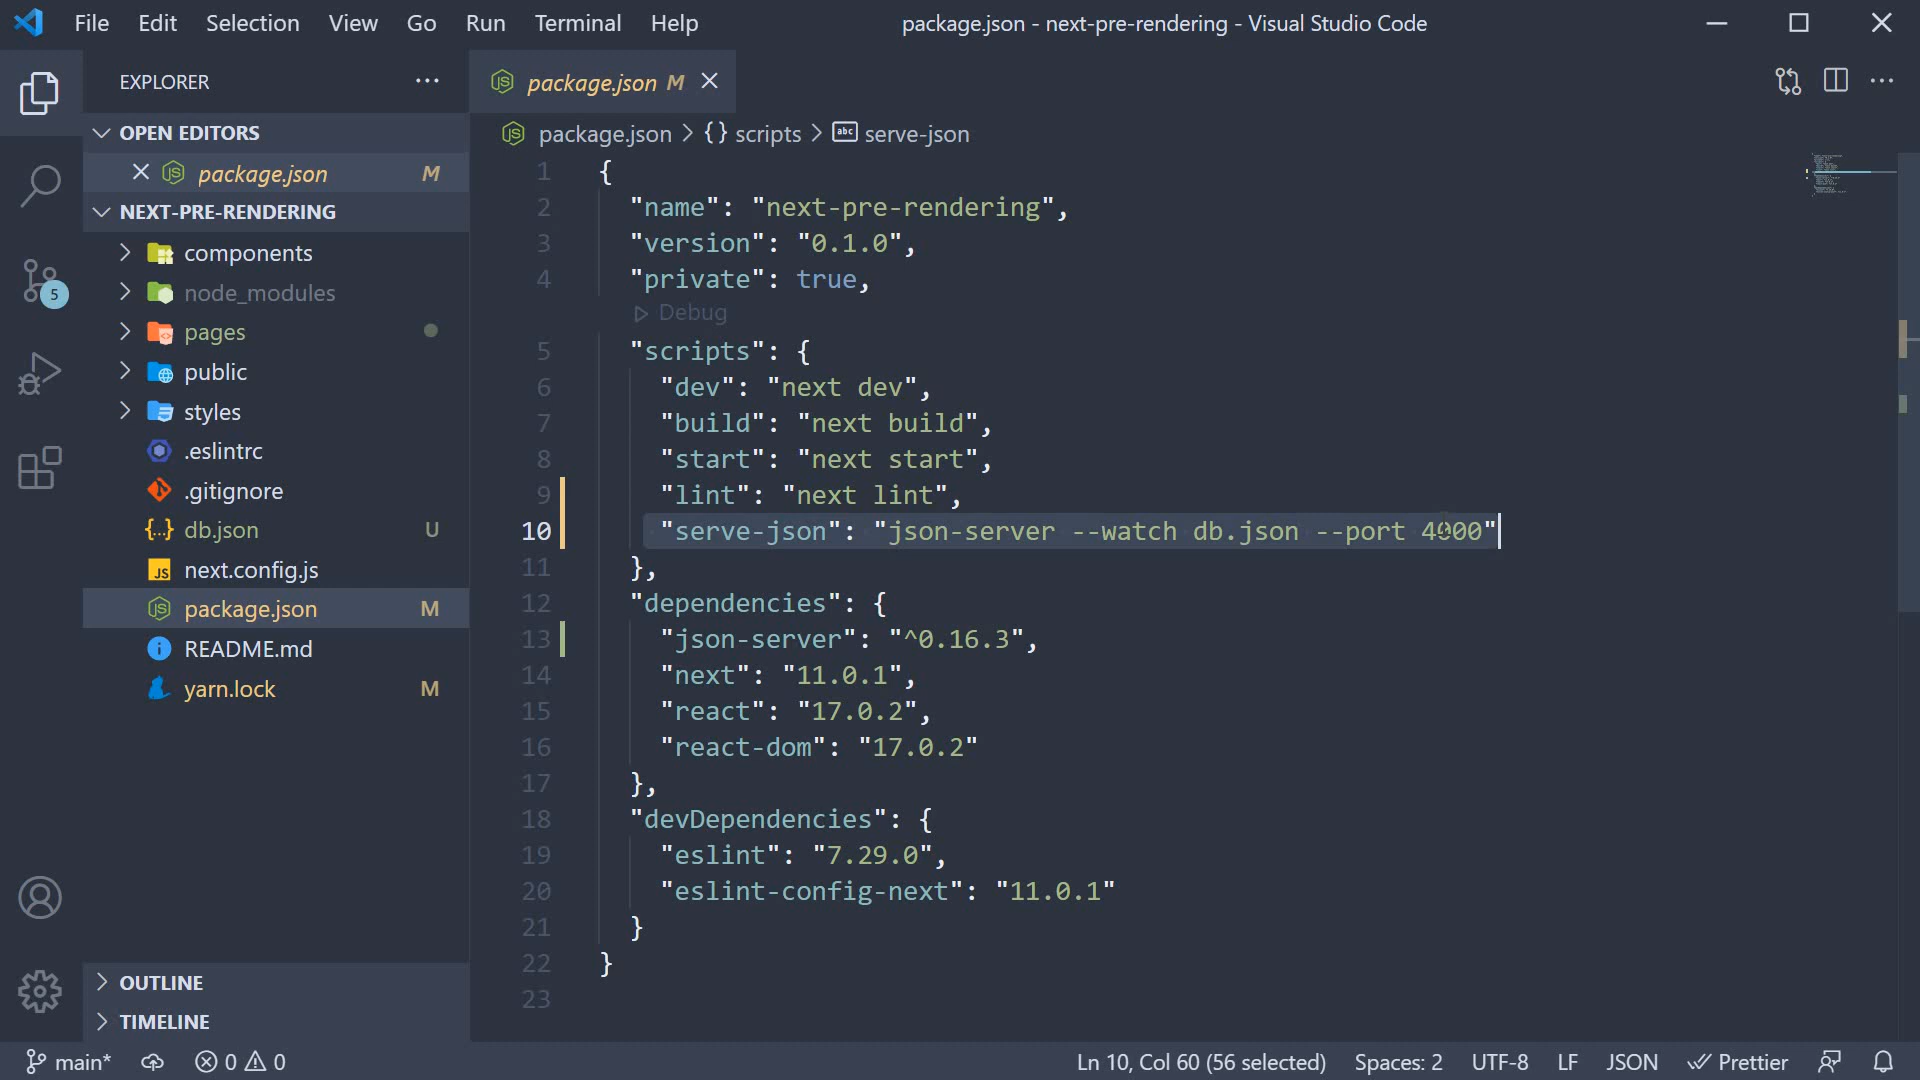 File Edit Selection View Go Run Terminal Help
package.json - next-pre-rendering - Visual Studio Code
EXPLORER
OPEN EDITORS
package.json M
NEXT-PRE-RENDERING
components
node_modules
pages
public
styles
.eslintrc
.gitignore
db.json U
next.config.js
package.json M
README.md
yarn.lock M
OUTLINE
TIMELINE
package.json M
package.json > {} scripts > abc serve-json
1 {
2 "name": "next-pre-rendering",
3 "version": "0.1.0",
4 "private": true,
Debug
5 "scripts": {
6 "dev": "next dev",
7 "build": "next build",
8 "start": "next start",
9 "lint": "next lint",
10 "serve-json": "json-server --watch db.json --port 4000"
11 },
12 "dependencies": {
13 "json-server": "^0.16.3",
14 "next": "11.0.1",
15 "react": "17.0.2",
16 "react-dom": "17.0.2"
17 },
18 "devDependencies": {
19 "eslint": "7.29.0",
20 "eslint-config-next": "11.0.1"
21 }
22 }
23
5
main* 0 0 Ln 10, Col 60 (56 selected) Spaces: 2 UTF-8 LF JSON Prettier